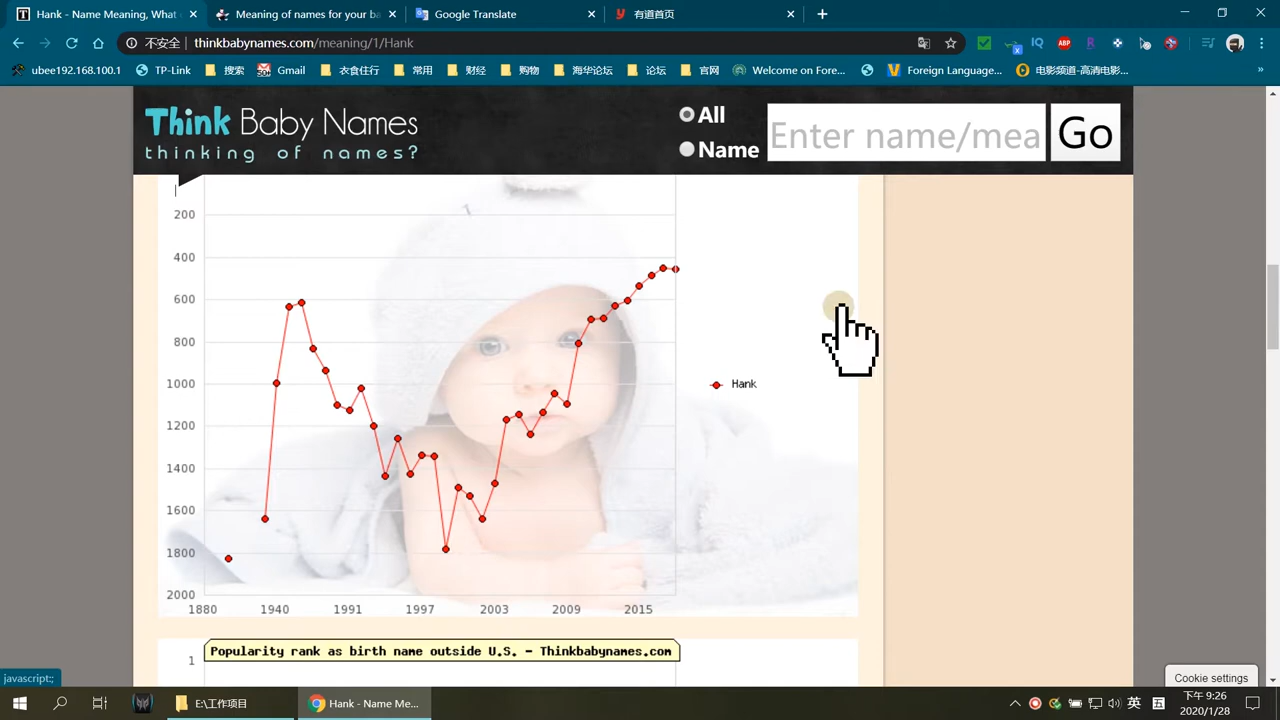 Hank - Name Meaning, What
Meaning of names for your ba
Google Translate
有道首页
不安全
thinkbabynames.com/meaning/1/Hank
ubee192.168.100.1
TP-Link
搜索
Gmail
衣食住行
常用
财经
购物
海华论坛
论坛
官网
Welcome on Fore...
Foreign Language...
电影频道-高清电影...
Think Baby Names
thinking of names?
All
Name
Enter name/mea
Go
200
400
600
800
1000
1200
1400
1600
1800
2000
1880 1940 1991 1997 2003 2009 2015
Hank
Popularity rank as birth name outside U.S. - Thinkbabynames.com
1
javascript:;
Cookie settings
E:\工作项目
Hank - Name Me...
英
五
下午 9:26
2020/1/28